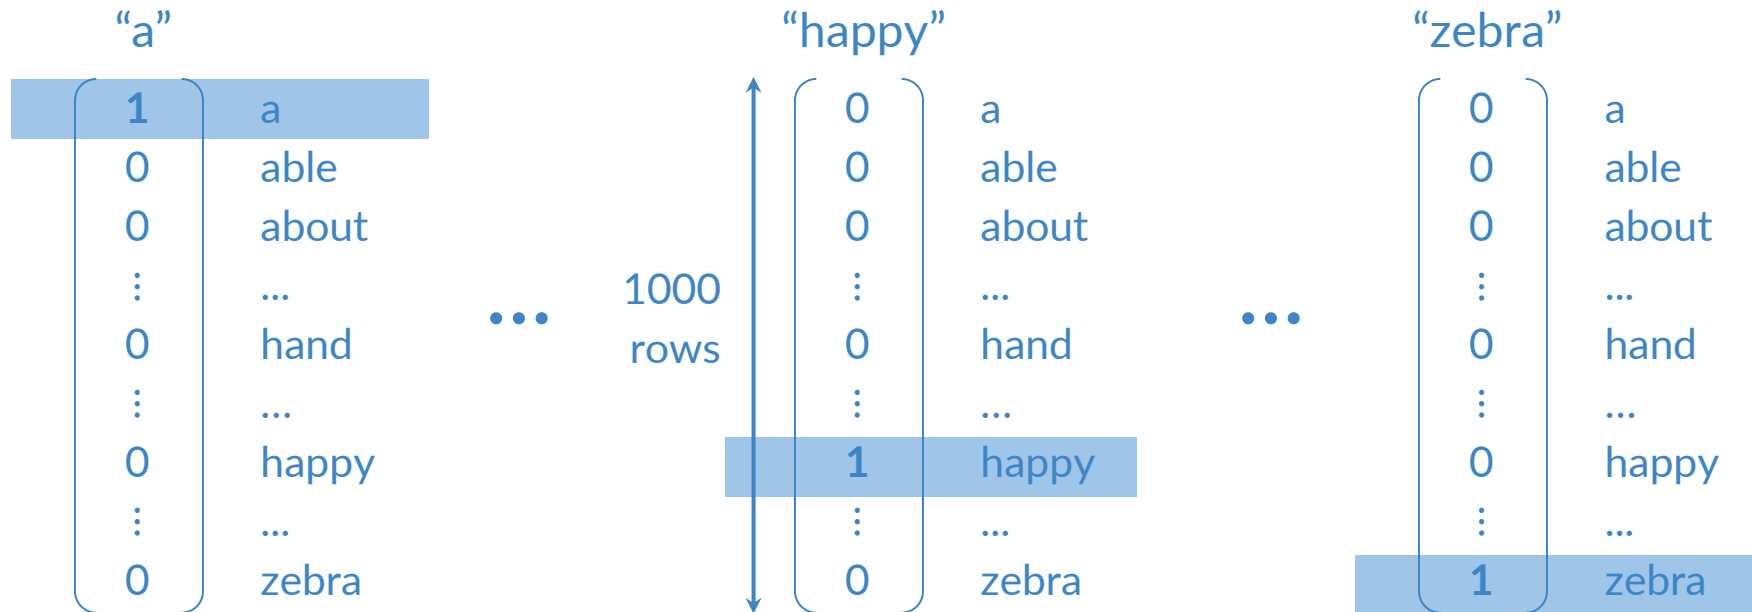 “a” “happy” “zebra”
1 a 0 a 0 a
0 able 0 able 0 able
0 about 0 about 0 about
⋮ ... ⋮ ... ⋮ ...
... 1000 ...
rows
0 hand 0 hand 0 hand
⋮ ... ⋮ ... ⋮ ...
0 happy 1 happy 0 happy
⋮ ... ⋮ ... ⋮ ...
0 zebra 0 zebra 1 zebra